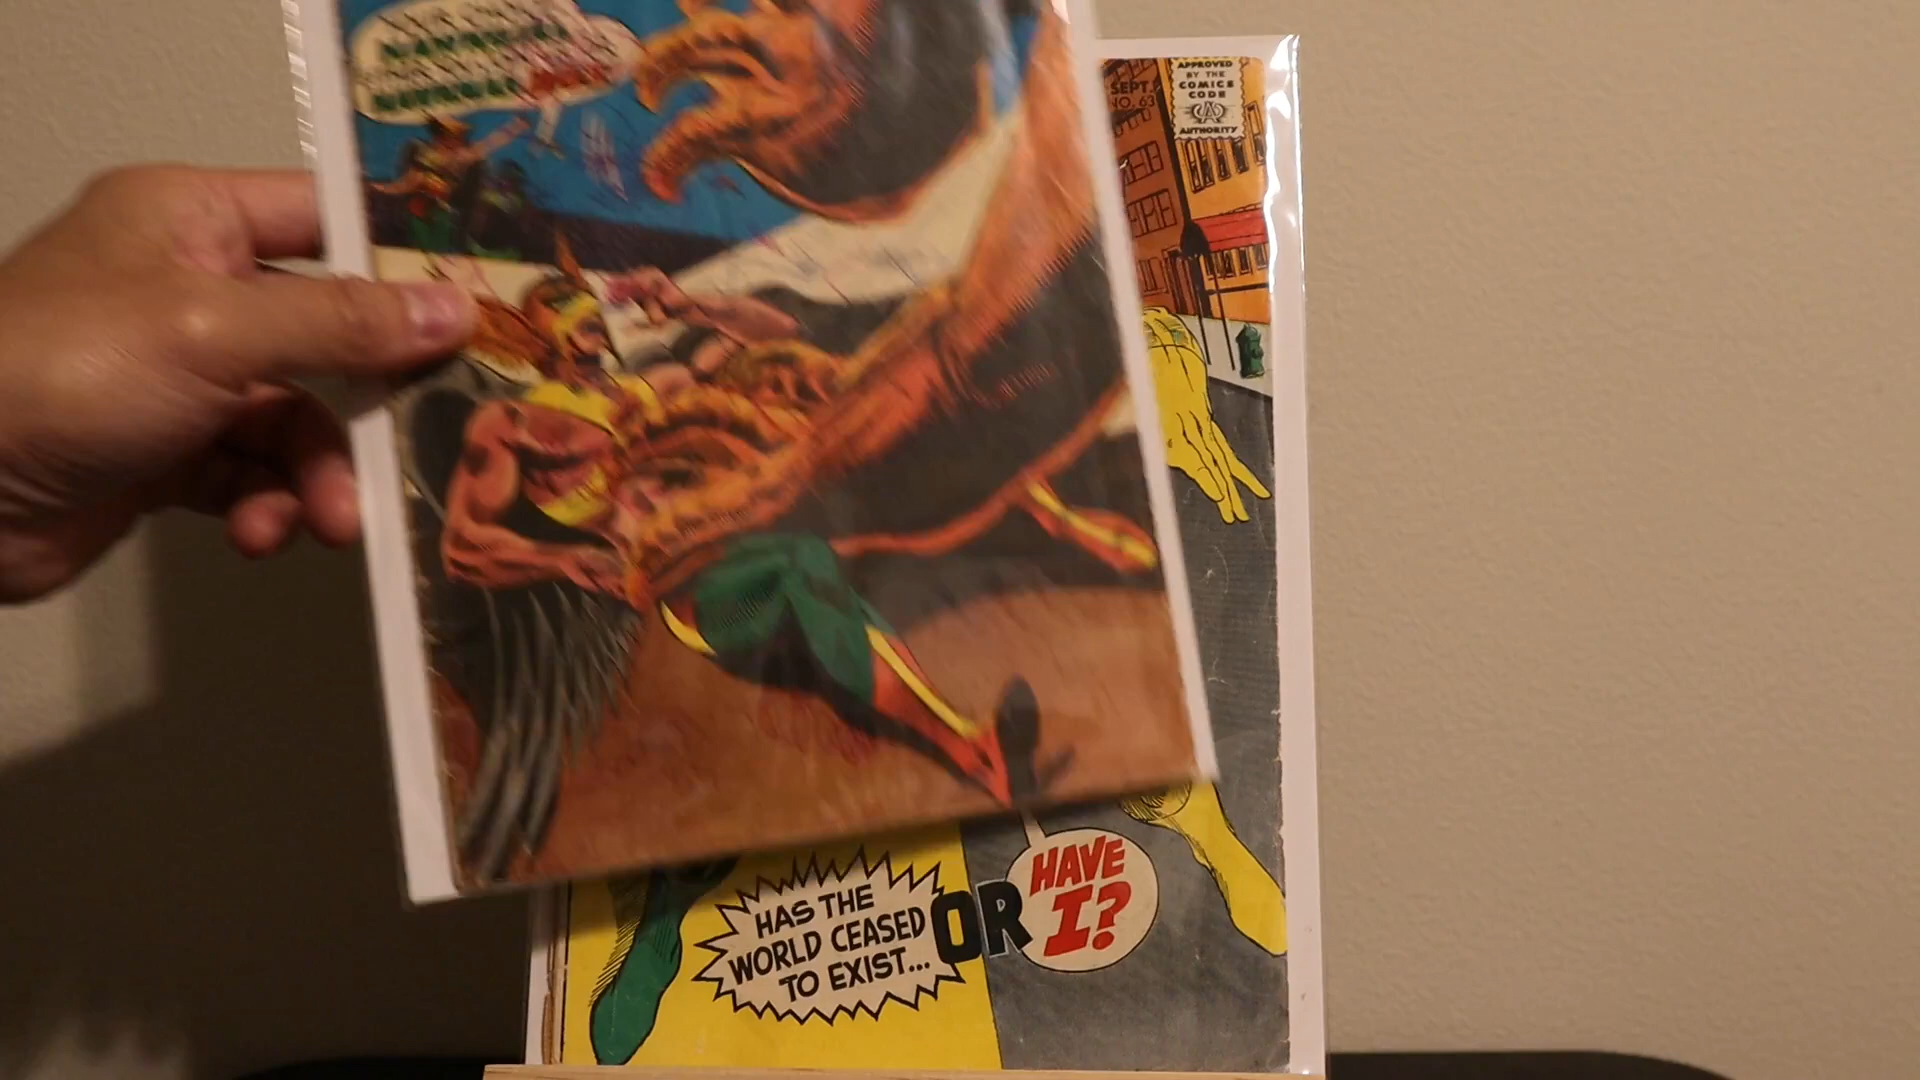 SEPT.
NO. 63
APPROVED
BY THE
COMICS
CODE
AUTHORITY
HAS THE
WORLD CEASED
TO EXIST...
OR
HAVE
I?